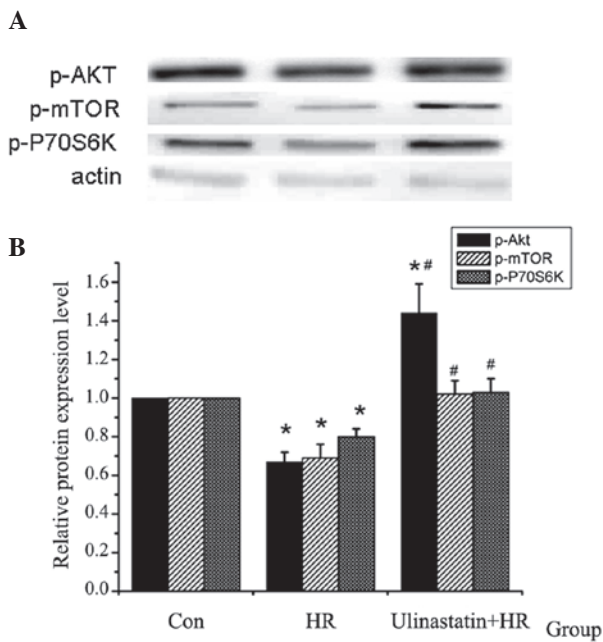 A
p-AKT
p-mTOR
p-P70S6K
actin
B
p-Akt
p-mTOR
p-P70S6K
Relative protein expression level
1.6
1.4
1.2
1.0
0.8
0.6
0.4
0.2
0.0
* * *
*# # #
Con HR Ulinastatin+HR
Group